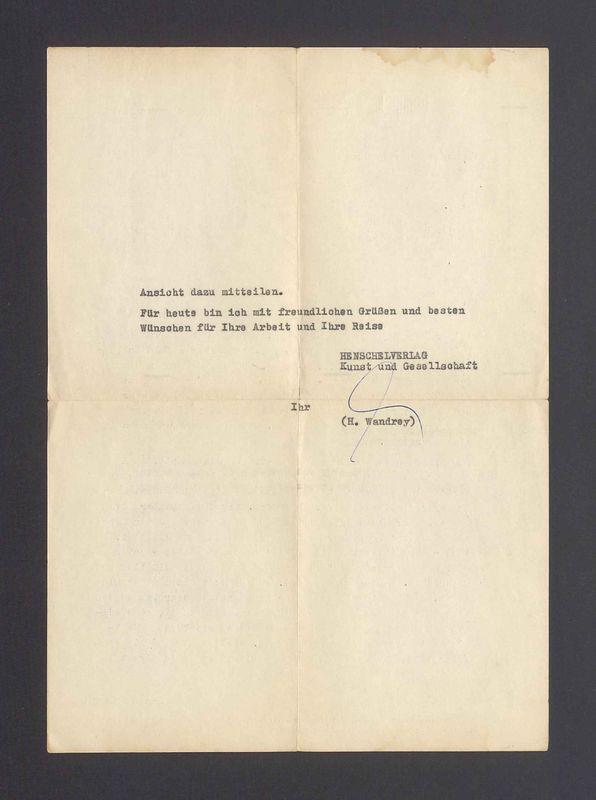 Ansicht dazu mitteilen.
Für heute bin ich mit freundlichen Grüßen und besten
Wünschen für Ihre Arbeit und Ihre Reise
HENSCHELVERLAG
Kunst und Gesellschaft
Ihr
(H. Wandrey)